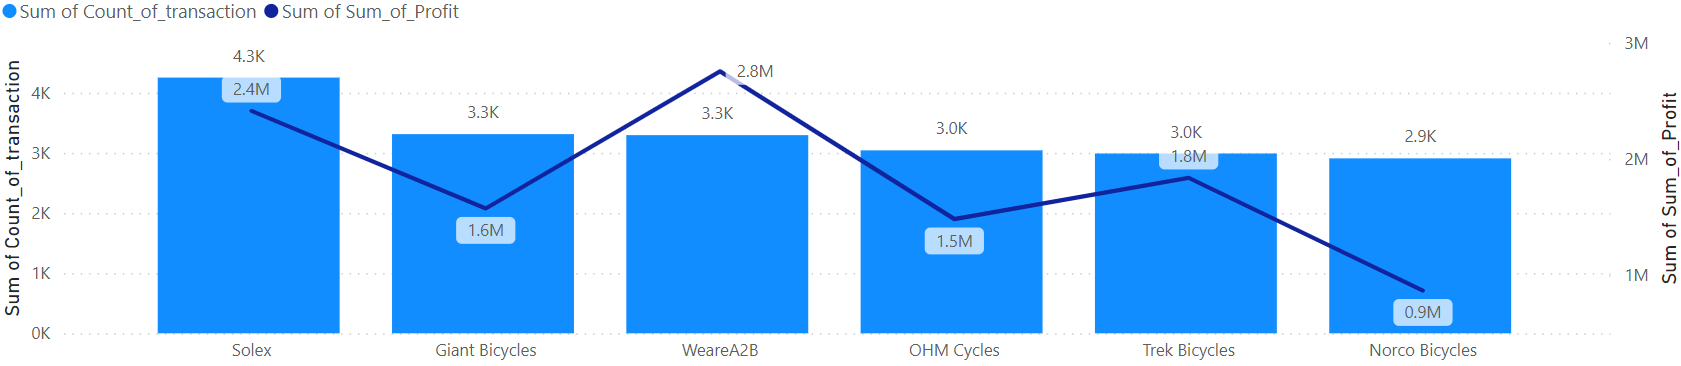 Sum of Count_of_transaction Sum of Sum_of_Profit
Sum of Count_of_transaction
4K
3K
2K
1K
0K
4.3K
2.4M
3.3K
1.6M
2.8M
3.3K
3.0K
1.5M
3.0K
1.8M
2.9K
0.9M
3M
2M
1M
Sum of Sum_of_Profit
Solex Giant Bicycles WeareA2B OHM Cycles Trek Bicycles Norco Bicycles